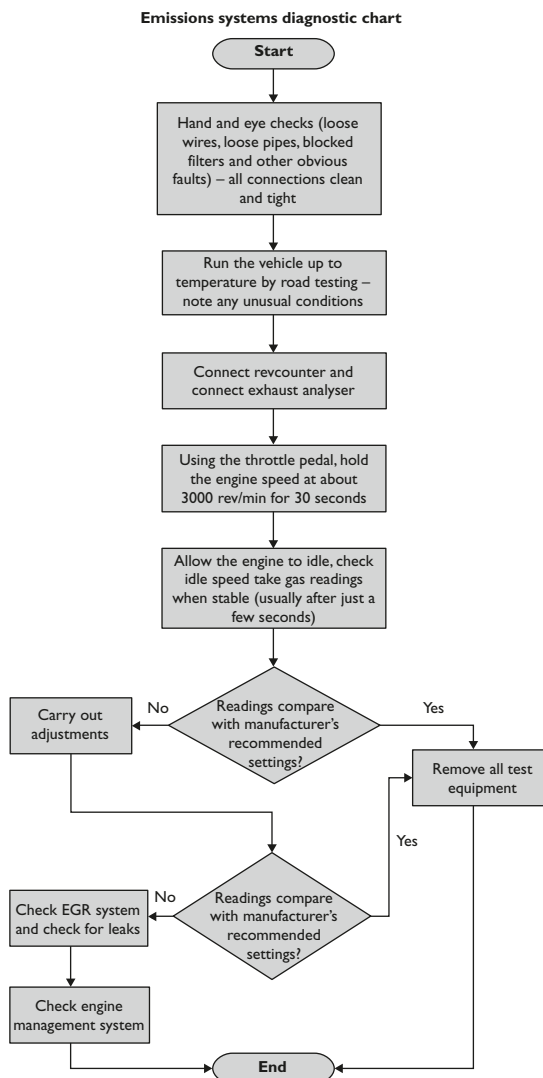 Emissions systems diagnostic chart
Start
Hand and eye checks (loose
wires, loose pipes, blocked
filters and other obvious
faults) – all connections clean
and tight
Run the vehicle up to
temperature by road testing –
note any unusual conditions
Connect revcounter and
connect exhaust analyser
Using the throttle pedal, hold
the engine speed at about
3000 rev/min for 30 seconds
Allow the engine to idle, check
idle speed take gas readings
when stable (usually after just a
few seconds)
Readings compare
with manufacturer's
recommended
settings?
No
Yes
Carry out
adjustments
Remove all test
equipment
Readings compare
with manufacturer's
recommended
settings?
No
Yes
Check EGR system
and check for leaks
Check engine
management system
End